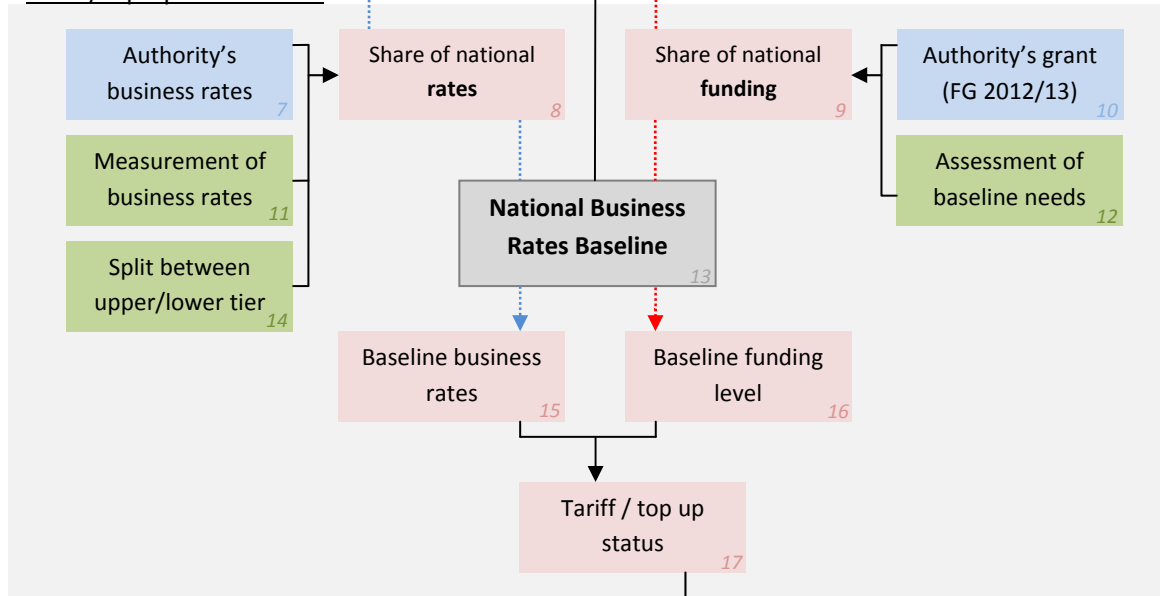 Authority's
business rates
7
Share of national
rates
8
Share of national
funding
9
Authority's grant
(FG 2012/13)
10
Measurement of
business rates
11
Assessment of
baseline needs
12
National Business
Rates Baseline
13
Split between
upper/lower tier
14
Baseline business
rates
15
Baseline funding
level
16
Tariff / top up
status
17